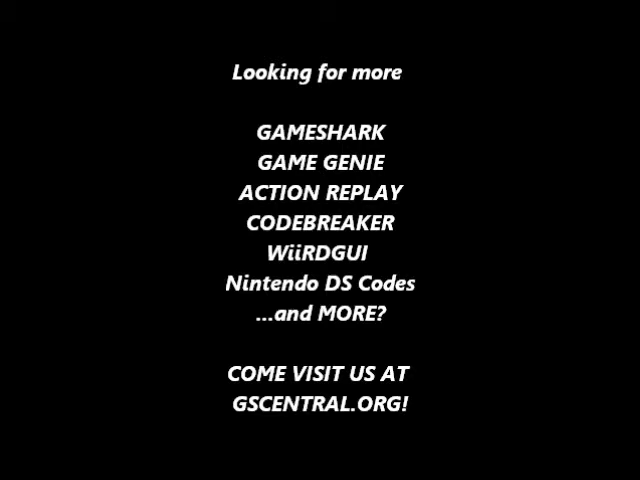 Looking for more
GAMESHARK
GAME GENIE
ACTION REPLAY
CODEBREAKER
WiiRDGUI
Nintendo DS Codes
...and MORE?
COME VISIT US AT
GSCENTRAL.ORG!